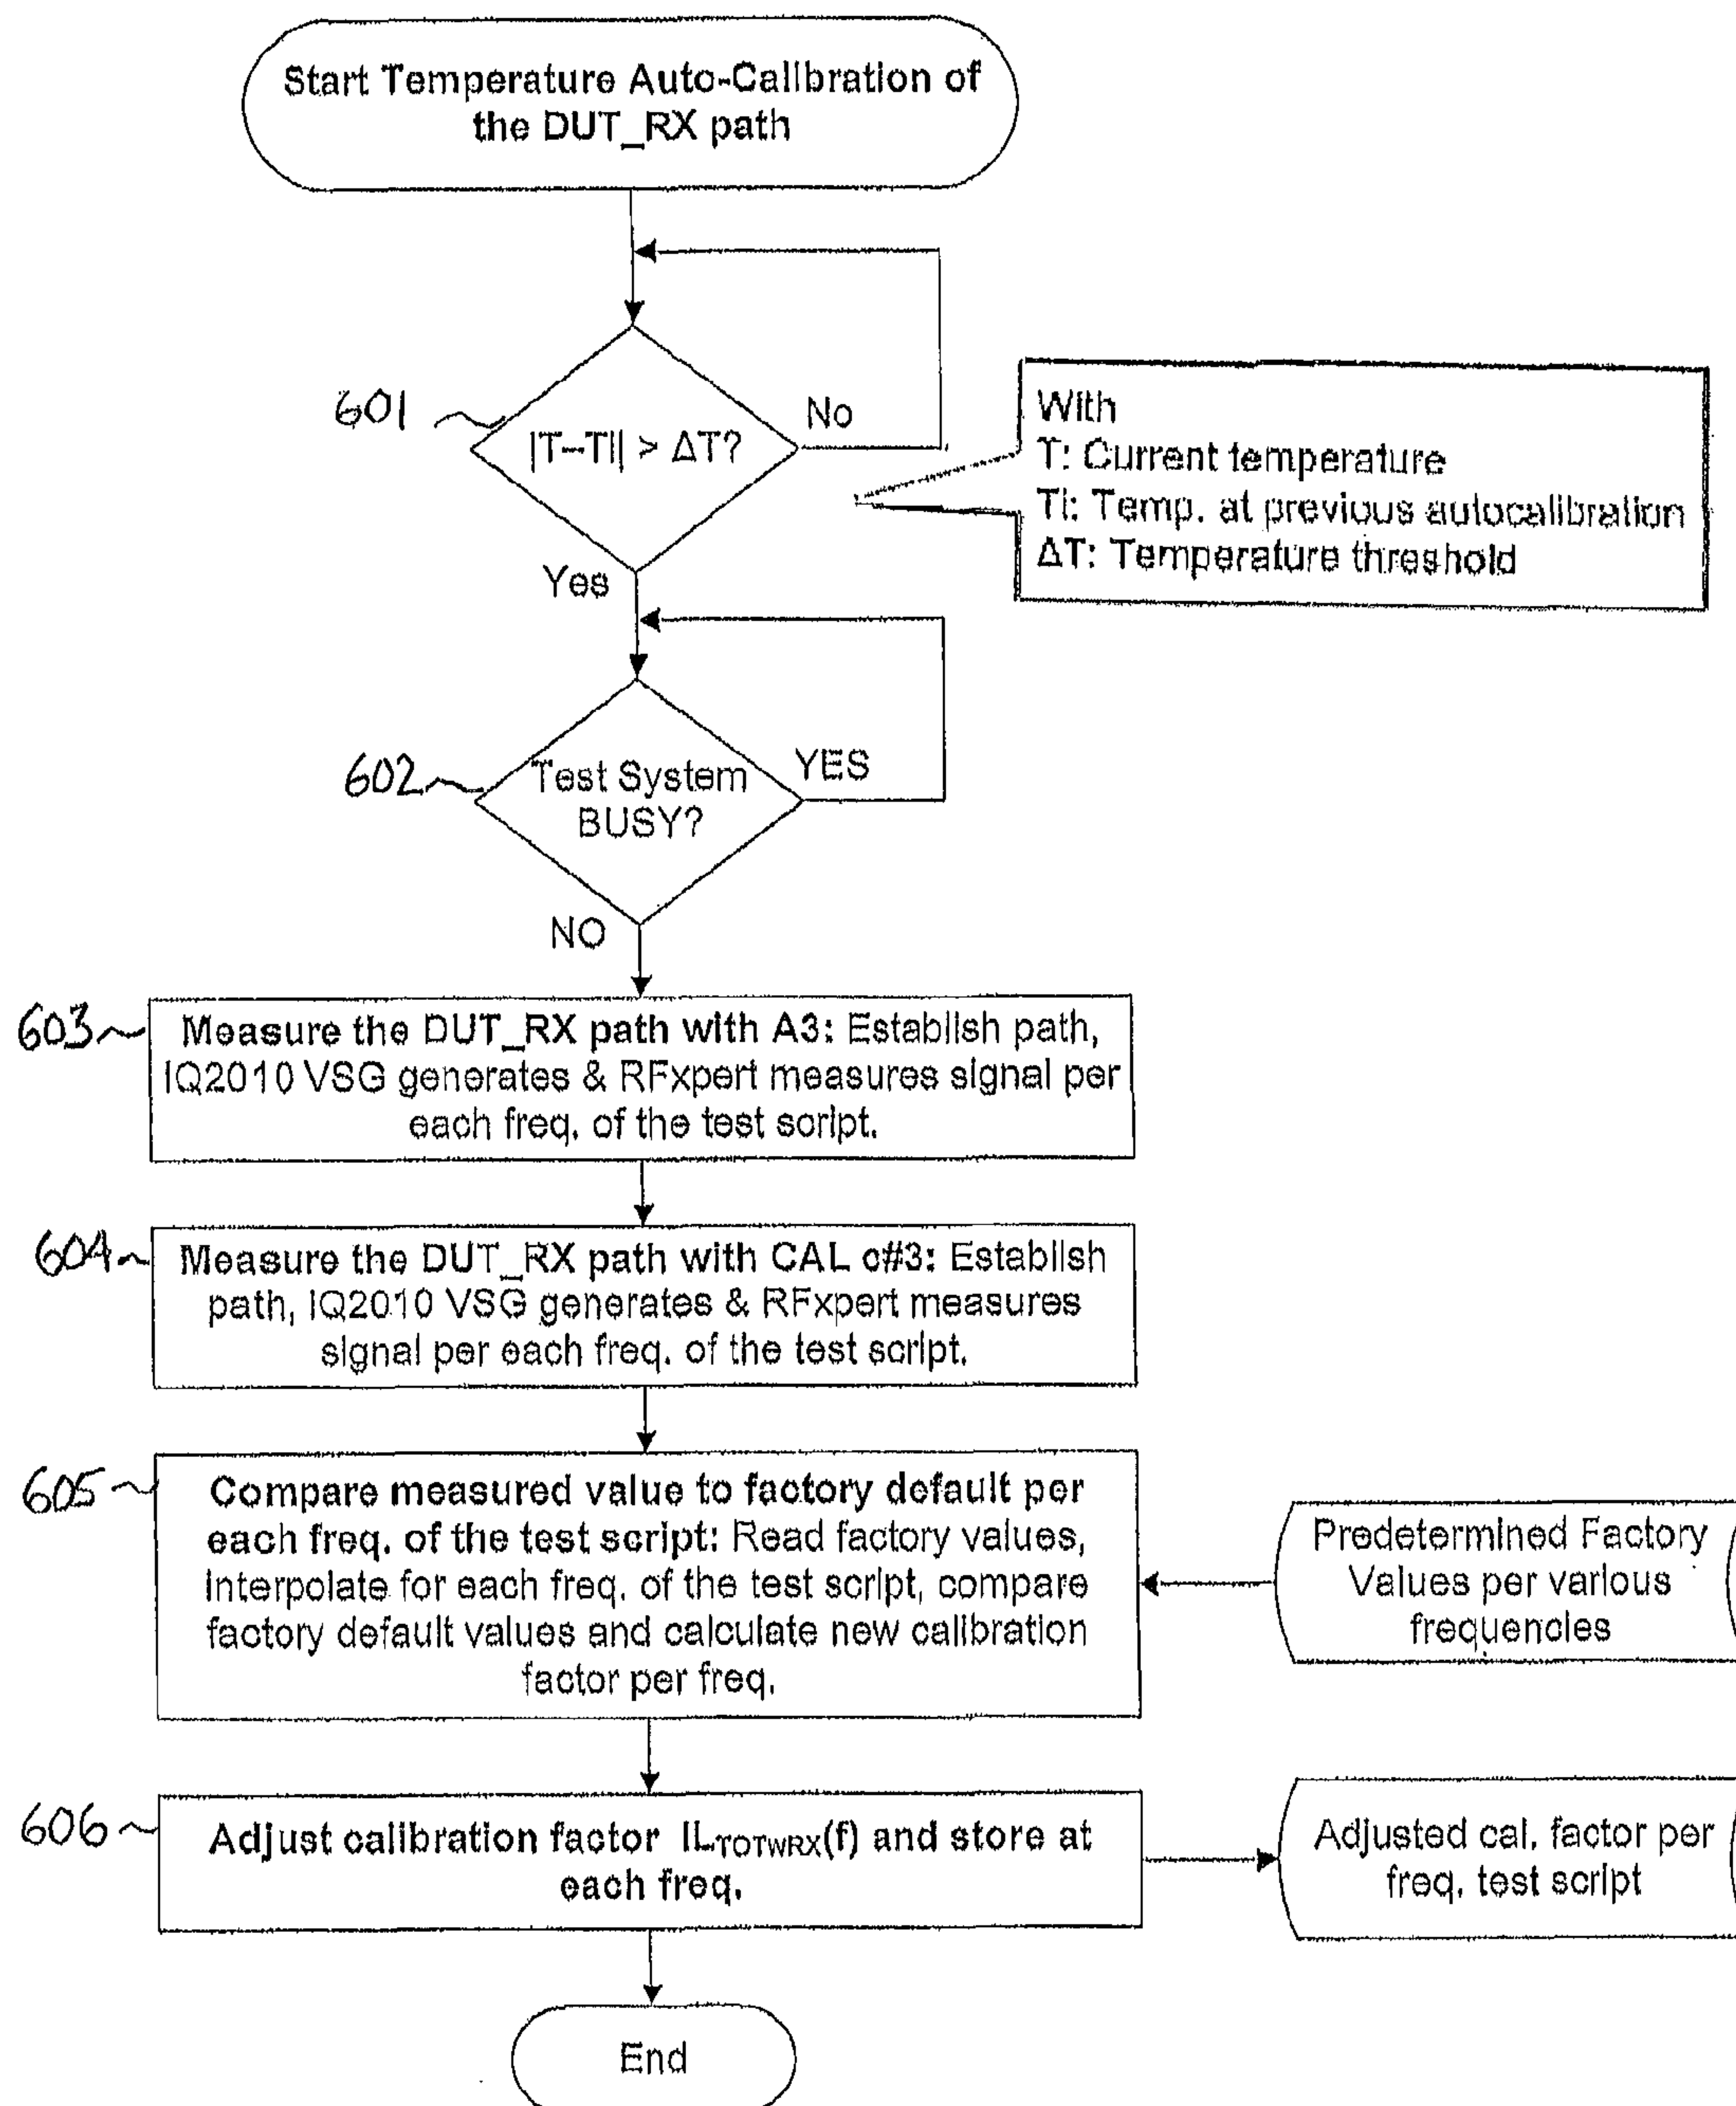 Start Temperature Auto-Calibration of
the DUT_RX path
601
|T–Ti| > ΔT?
No
With
T: Current temperature
Ti: Temp. at previous autocalibration
ΔT: Temperature threshold
Yes
602
Test System
BUSY?
YES
NO
603
Measure the DUT_RX path with A3: Establish path,
IQ2010 VSG generates & RFxpert measures signal per
each freq. of the test script.
604
Measure the DUT_RX path with CAL c#3: Establish
path, IQ2010 VSG generates & RFxpert measures
signal per each freq. of the test script.
605
Compare measured value to factory default per
each freq. of the test script: Read factory values,
Interpolate for each freq. of the test script, compare
factory default values and calculate new calibration
factor per freq.
Predetermined Factory
Values per various
frequencies
606
Adjust calibration factor ILTOTWRX(f) and store at
each freq.
Adjusted cal. factor per
freq. test script
End